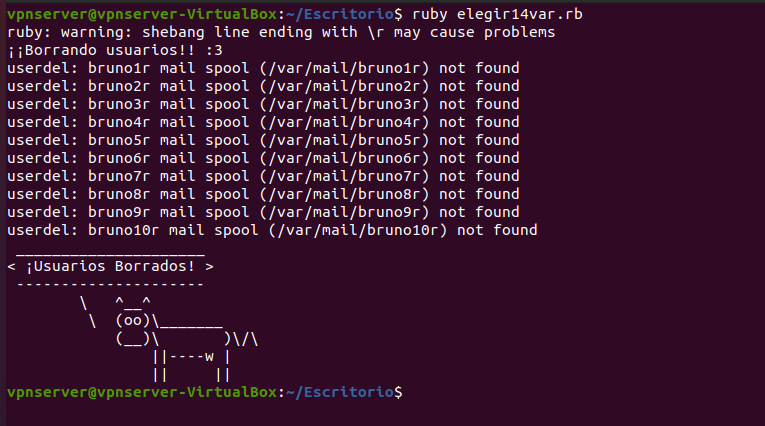 vpnserver@vpnserver-VirtualBox:~/Escritorio$ ruby elegir14var.rb
ruby: warning: shebang line ending with \r may cause problems
¡¡Borrando usuarios!! :3
userdel: bruno1r mail spool (/var/mail/bruno1r) not found
userdel: bruno2r mail spool (/var/mail/bruno2r) not found
userdel: bruno3r mail spool (/var/mail/bruno3r) not found
userdel: bruno4r mail spool (/var/mail/bruno4r) not found
userdel: bruno5r mail spool (/var/mail/bruno5r) not found
userdel: bruno6r mail spool (/var/mail/bruno6r) not found
userdel: bruno7r mail spool (/var/mail/bruno7r) not found
userdel: bruno8r mail spool (/var/mail/bruno8r) not found
userdel: bruno9r mail spool (/var/mail/bruno9r) not found
userdel: bruno10r mail spool (/var/mail/bruno10r) not found
 _____________________
< ¡Usuarios Borrados! >
 ---------------------
        \   ^__^
         \  (oo)\_______
            (__)\       )\/\
                ||----w |
                ||     ||
vpnserver@vpnserver-VirtualBox:~/Escritorio$